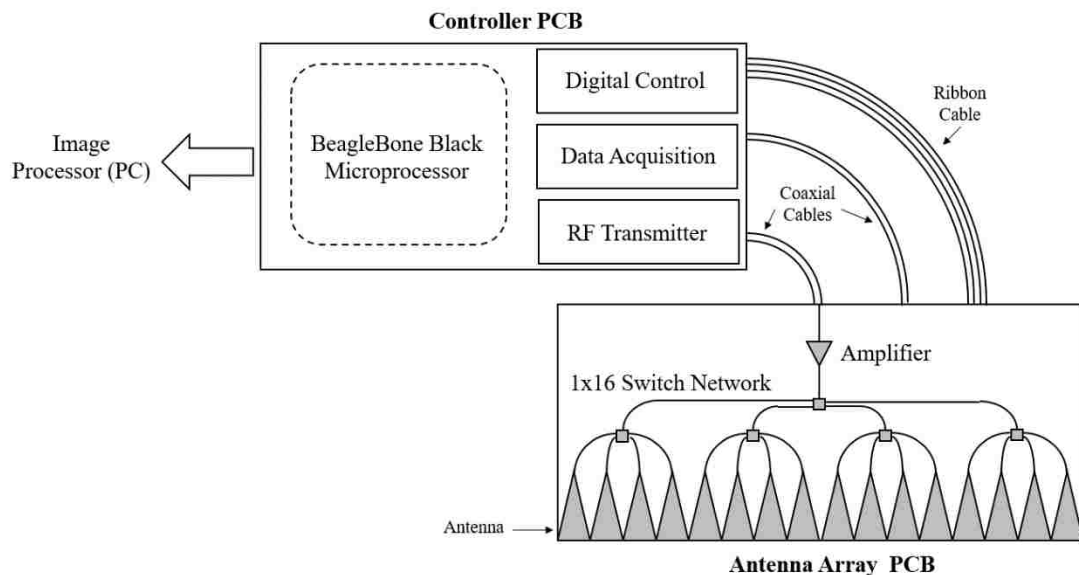 Controller PCB
Digital Control
Ribbon
Cable
BeagleBone Black
Microprocessor
Image
Processor (PC)
Data Acquisition
Coaxial
Cables
RF Transmitter
Amplifier
1x16 Switch Network
Antenna
Antenna Array PCB